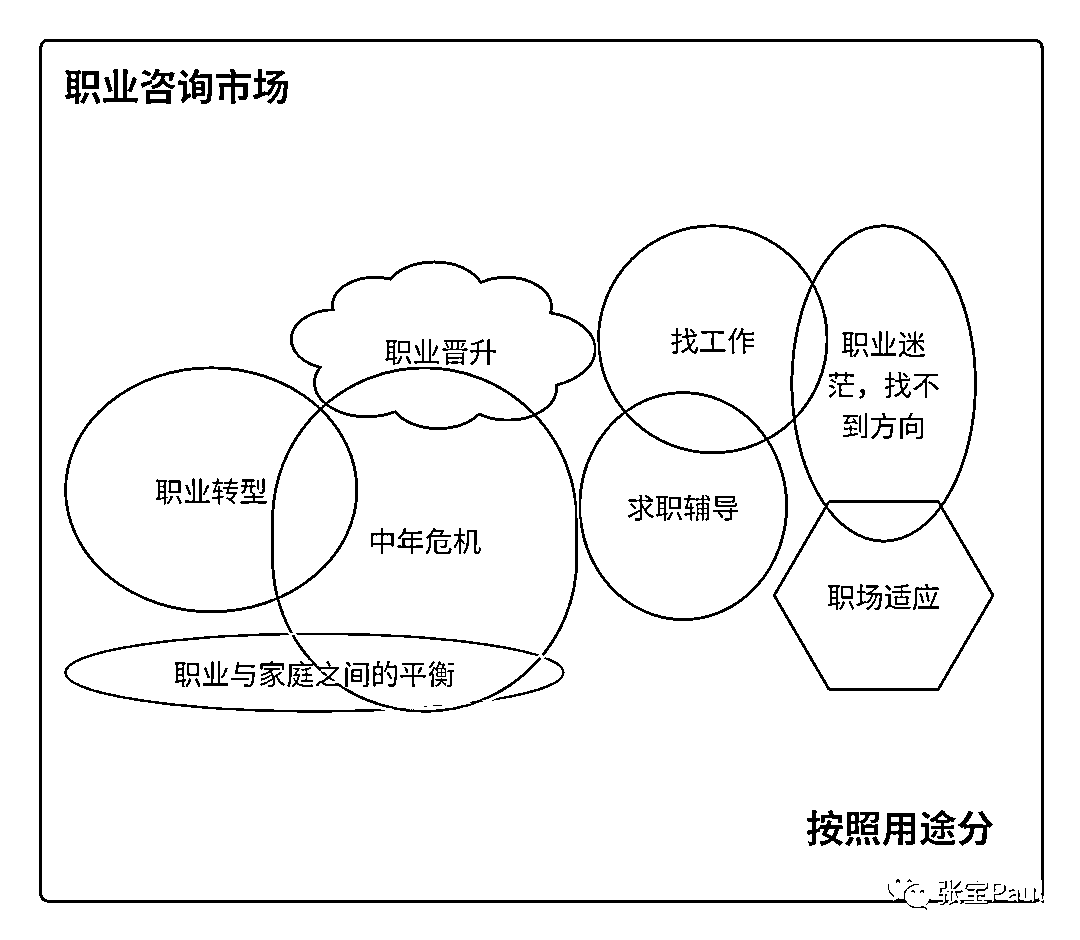 职业咨询市场
职业晋升
找工作
职业迷
茫，找不
到方向
职业转型
中年危机
求职辅导
职场适应
职业与家庭之间的平衡
按照用途分
张宝Paul